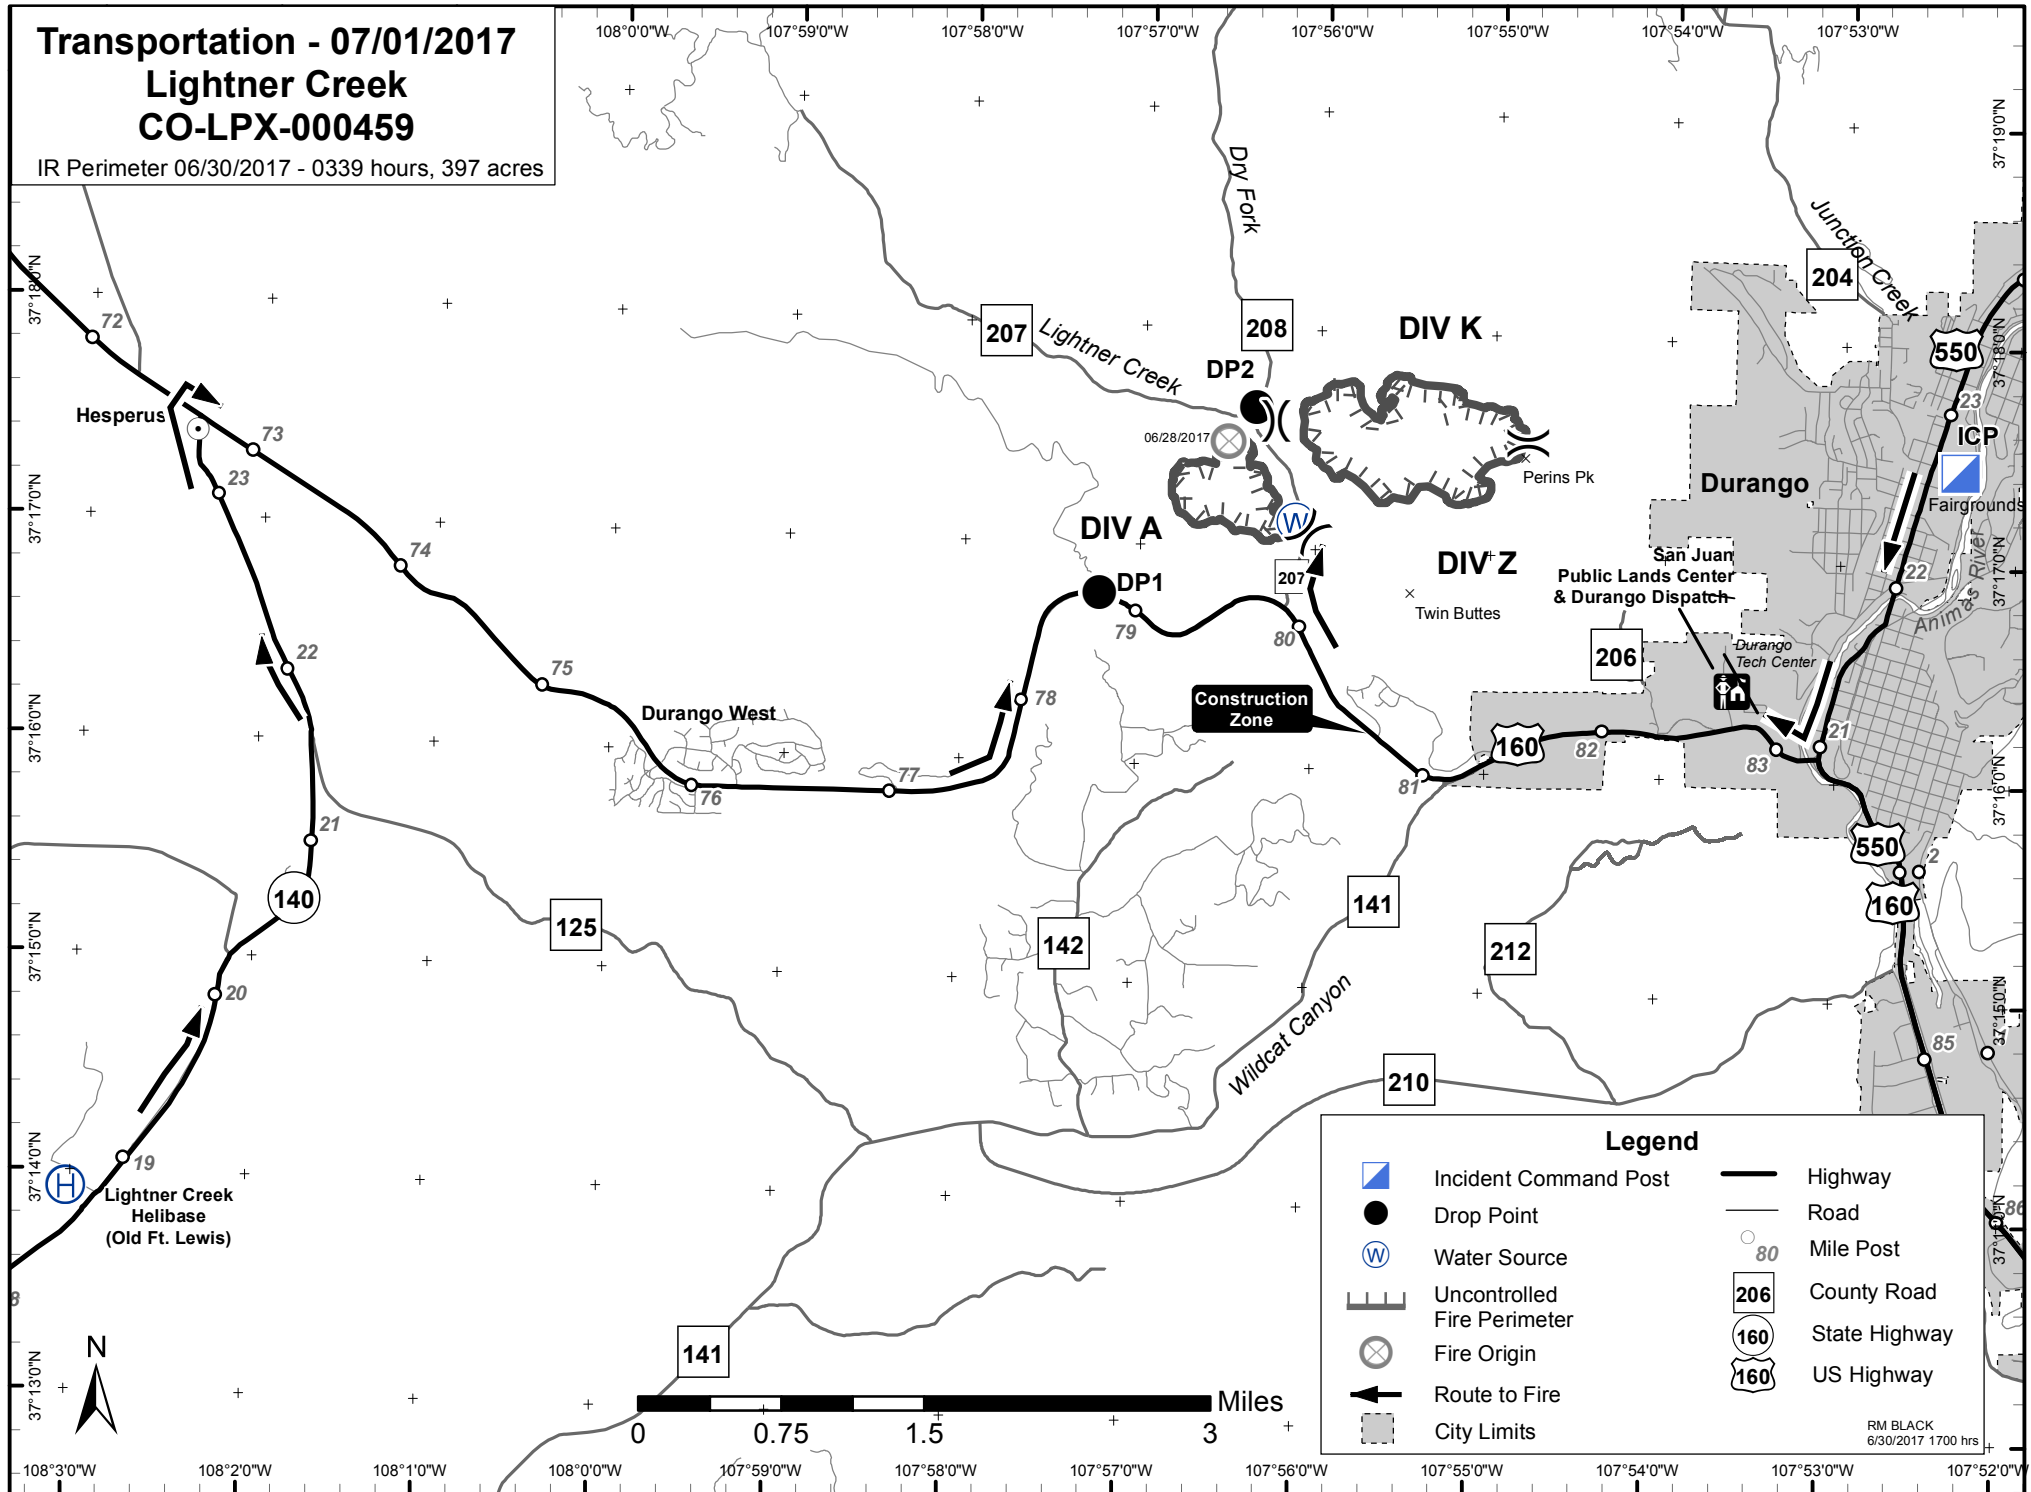 Transportation - 07/01/2017
Lightner Creek
CO-LPX-000459
IR Perimeter 06/30/2017 - 0339 hours, 397 acres
108°0'0"W
107°59'0"W
107°58'0"W
107°57'0"W
107°56'0"W
107°55'0"W
107°54'0"W
107°53'0"W
37°19'0"N
37°18'0"N
37°18'0"N
37°17'0"N
37°17'0"N
37°16'0"N
37°16'0"N
37°15'0"N
37°15'0"N
37°14'0"N
37°14'0"N
37°13'0"N
Dry Fork
Junction Creek
204
72
207
Lightner Creek
208
DIV K
550
DP2
23
ICP
Hesperus
73
06/28/2017
Perins Pk
Durango
Fairgrounds
23
W
DIV A
74
DIV Z
San Juan
Public Lands Center
& Durango Dispatch
22
Animas River
DP1
207
Twin Buttes
79
80
206
Durango
Tech Center
22
75
78
Construction
Zone
Durango West
160
82
83
21
77
76
81
21
550
2
140
160
125
141
142
212
20
Wildcat Canyon
85
210
19
H
Lightner Creek
Helibase
(Old Ft. Lewis)
86
8
141
N
Miles
0
0.75
1.5
3
Legend
Incident Command Post
Drop Point
W
Water Source
Uncontrolled
Fire Perimeter
Fire Origin
Route to Fire
City Limits
Highway
Road
80
Mile Post
206
County Road
160
State Highway
160
US Highway
RM BLACK
6/30/2017 1700 hrs
108°3'0"W
108°2'0"W
108°1'0"W
108°0'0"W
107°59'0"W
107°58'0"W
107°57'0"W
107°56'0"W
107°55'0"W
107°54'0"W
107°53'0"W
107°52'0"W